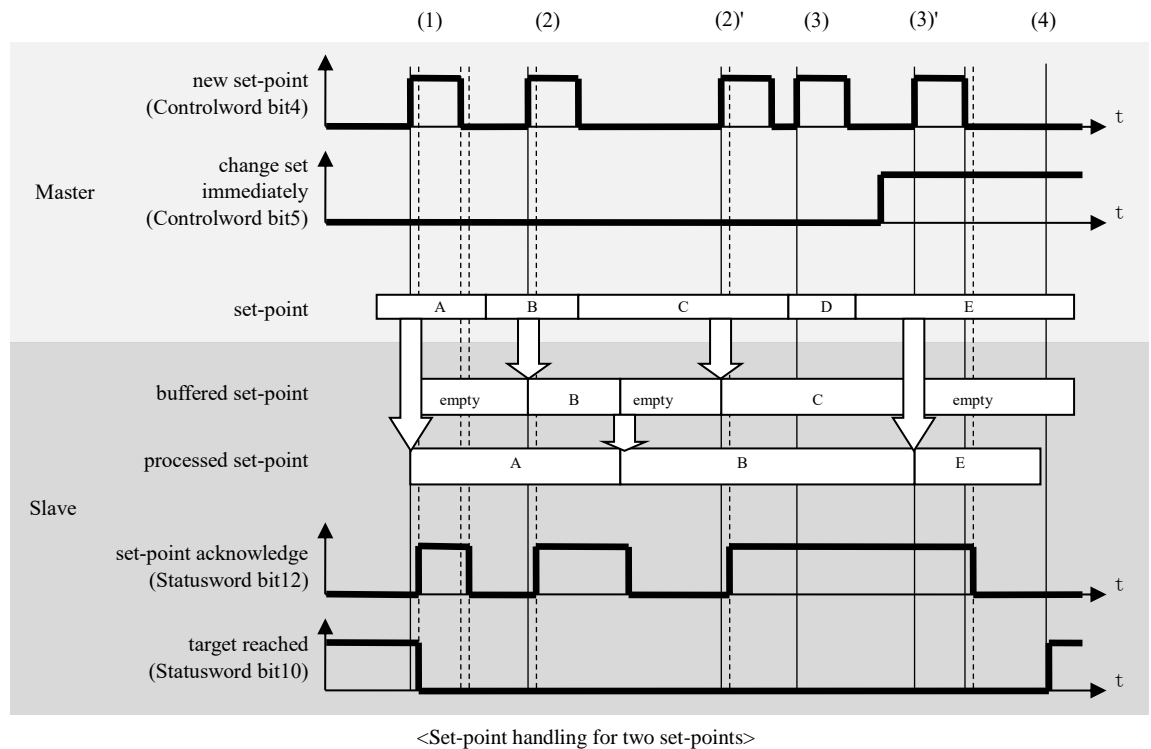 (1) (2) (2)' (3) (3)' (4)
new set-point
(Controlword bit4)
t
change set
immediately
(Controlword bit5)
t
Master
set-point
A B C D E
buffered set-point
empty B empty C empty
processed set-point
A B E
Slave
set-point acknowledge
(Statusword bit12)
t
target reached
(Statusword bit10)
t
<Set-point handling for two set-points>